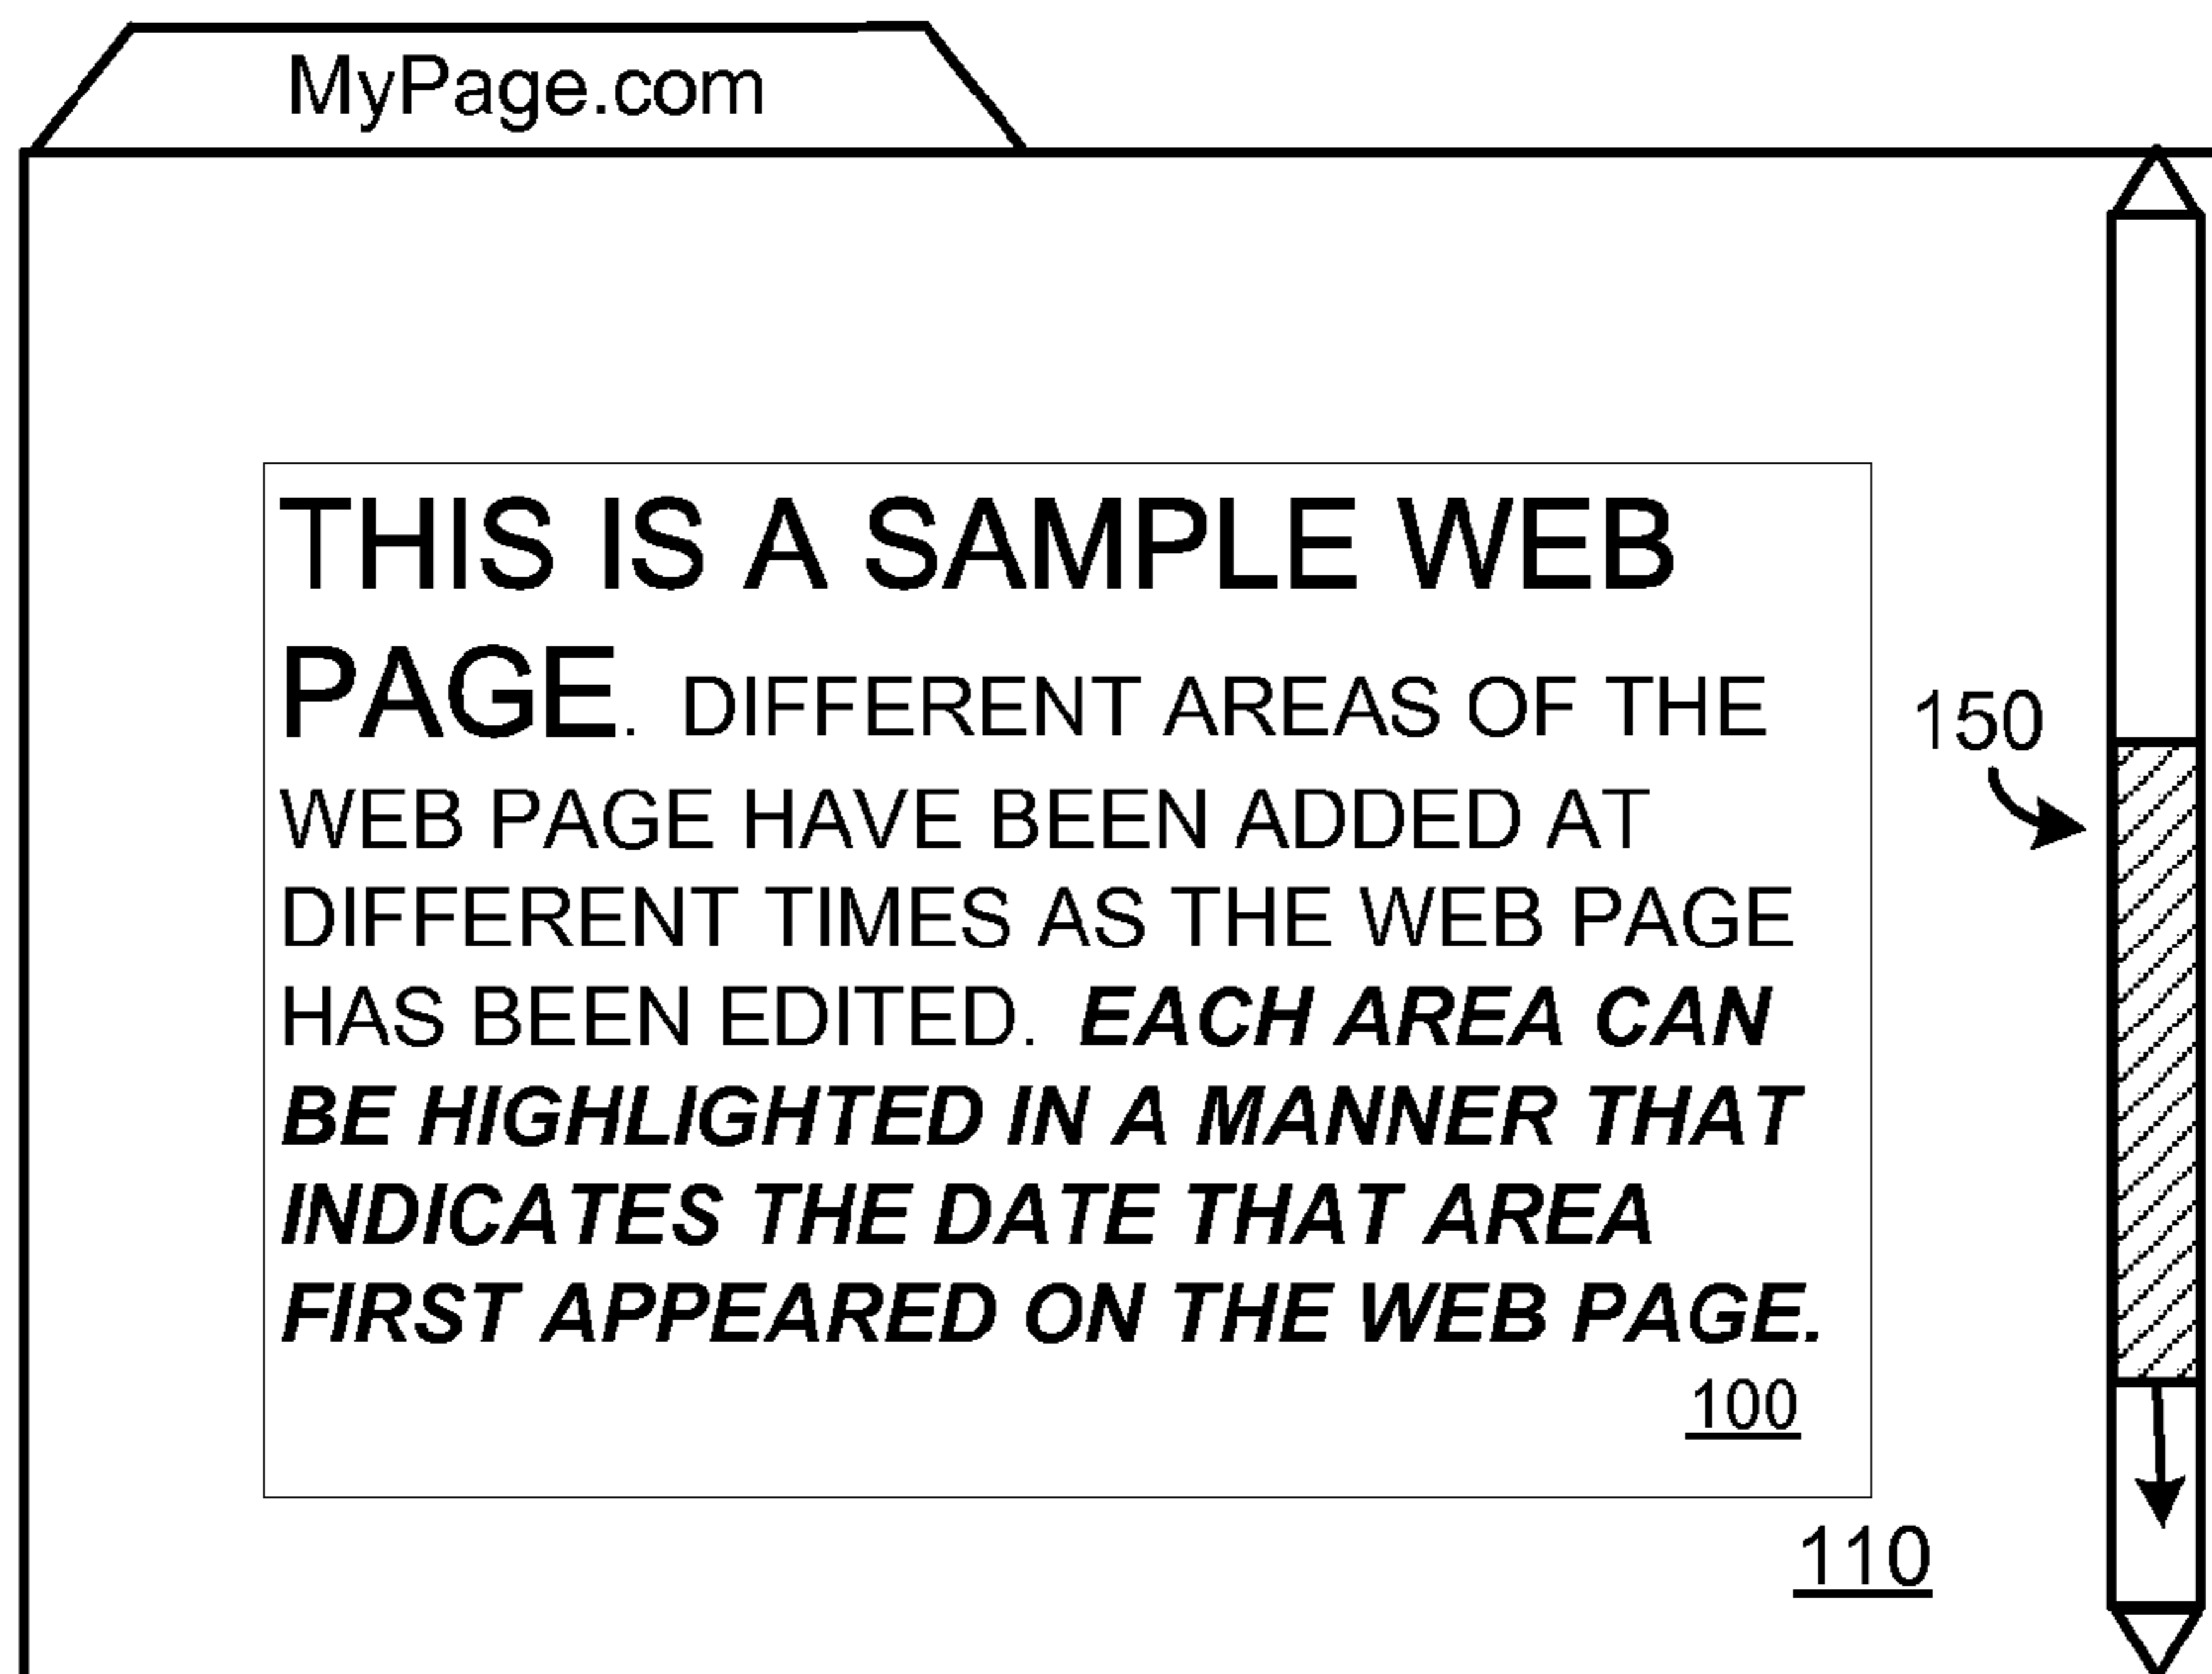 MyPage.com
THIS IS A SAMPLE WEB
PAGE. DIFFERENT AREAS OF THE
WEB PAGE HAVE BEEN ADDED AT
DIFFERENT TIMES AS THE WEB PAGE
HAS BEEN EDITED. EACH AREA CAN
BE HIGHLIGHTED IN A MANNER THAT
INDICATES THE DATE THAT AREA
FIRST APPEARED ON THE WEB PAGE.
100
150
110